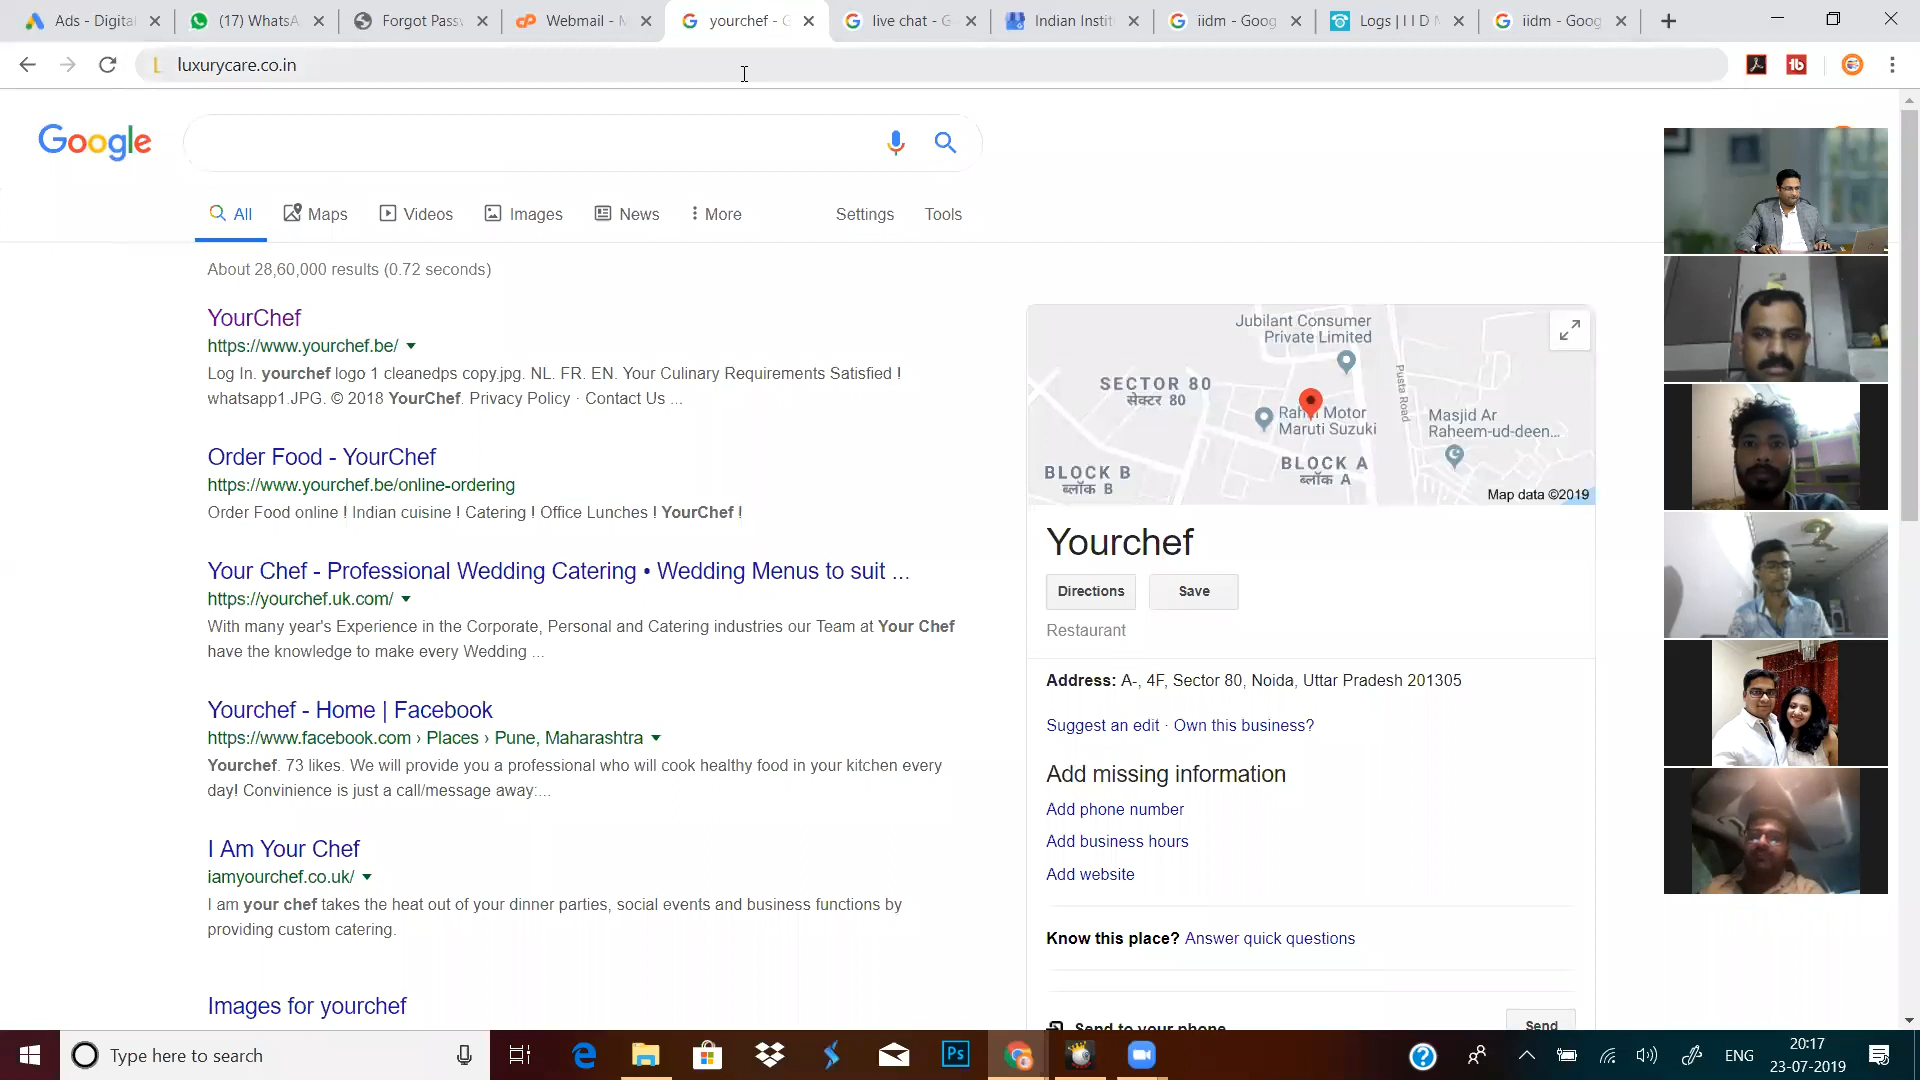 Ads - Digital
(17) WhatsA
Forgot Passw
Webmail - M
yourchef - G
live chat - G
Indian Instit
iidm - Goog
Logs | I I D M
iidm - Goog
luxurycare.co.in
Google
All
Maps
Videos
Images
News
More
Settings
Tools
About 28,60,000 results (0.72 seconds)
YourChef
https://www.yourchef.be/
Log In. yourchef logo 1 cleanedps copy.jpg. NL. FR. EN. Your Culinary Requirements Satisfied !
whatsapp1.JPG. © 2018 YourChef. Privacy Policy · Contact Us ...
Order Food - YourChef
https://www.yourchef.be/online-ordering
Order Food online ! Indian cuisine ! Catering ! Office Lunches ! YourChef !
Your Chef - Professional Wedding Catering • Wedding Menus to suit ...
https://yourchef.uk.com/
With many year's Experience in the Corporate, Personal and Catering industries our Team at Your Chef
have the knowledge to make every Wedding ...
Yourchef - Home | Facebook
https://www.facebook.com › Places › Pune, Maharashtra
Yourchef. 73 likes. We will provide you a professional who will cook healthy food in your kitchen every
day! Convinience is just a call/message away:...
I Am Your Chef
iamyourchef.co.uk/
I am your chef takes the heat out of your dinner parties, social events and business functions by
providing custom catering.
Images for yourchef
Jubilant Consumer
Private Limited
SECTOR 80
सेक्टर 80
Pusta Road
Rahul Motor
Maruti Suzuki
Masjid Ar
Raheem-ud-deen...
BLOCK A
ब्लॉक A
BLOCK B
ब्लॉक B
Map data ©2019
Yourchef
Directions
Save
Restaurant
Address: A-, 4F, Sector 80, Noida, Uttar Pradesh 201305
Suggest an edit · Own this business?
Add missing information
Add phone number
Add business hours
Add website
Know this place? Answer quick questions
Send to your phone
Send
Type here to search
Ps
ENG
20:17
23-07-2019